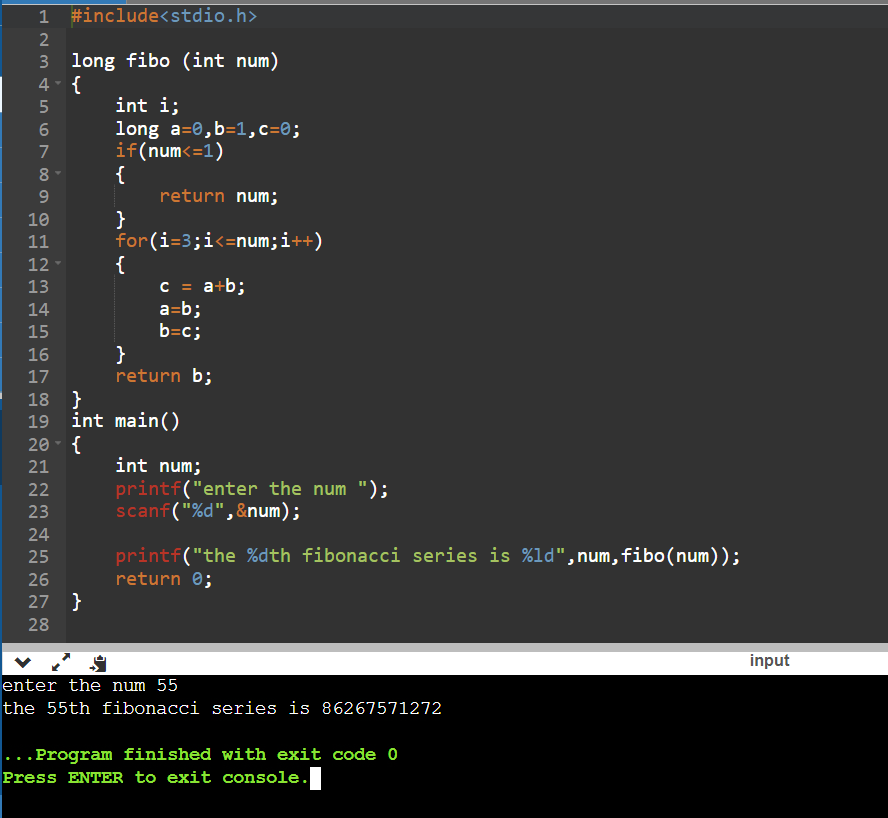 1 #include<stdio.h>
2
3 long fibo (int num)
4 {
5     int i;
6     long a=0,b=1,c=0;
7     if(num<=1)
8     {
9         return num;
10     }
11     for(i=3;i<=num;i++)
12     {
13         c = a+b;
14         a=b;
15         b=c;
16     }
17     return b;
18 }
19 int main()
20 {
21     int num;
22     printf("enter the num ");
23     scanf("%d",&num);
24
25     printf("the %dth fibonacci series is %ld",num,fibo(num));
26     return 0;
27 }
28
input
enter the num 55
the 55th fibonacci series is 86267571272

...Program finished with exit code 0
Press ENTER to exit console.